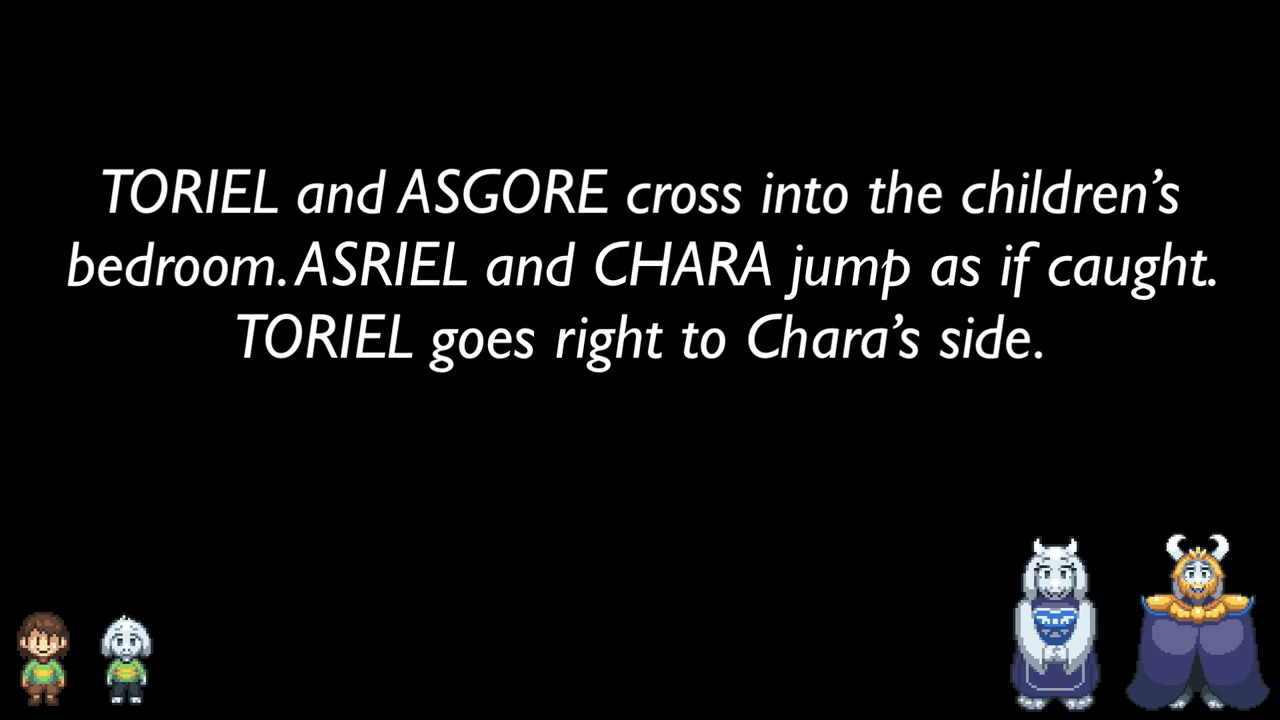 TORIEL and ASGORE cross into the children’s
bedroom. ASRIEL and CHARA jump as if caught.
TORIEL goes right to Chara’s side.